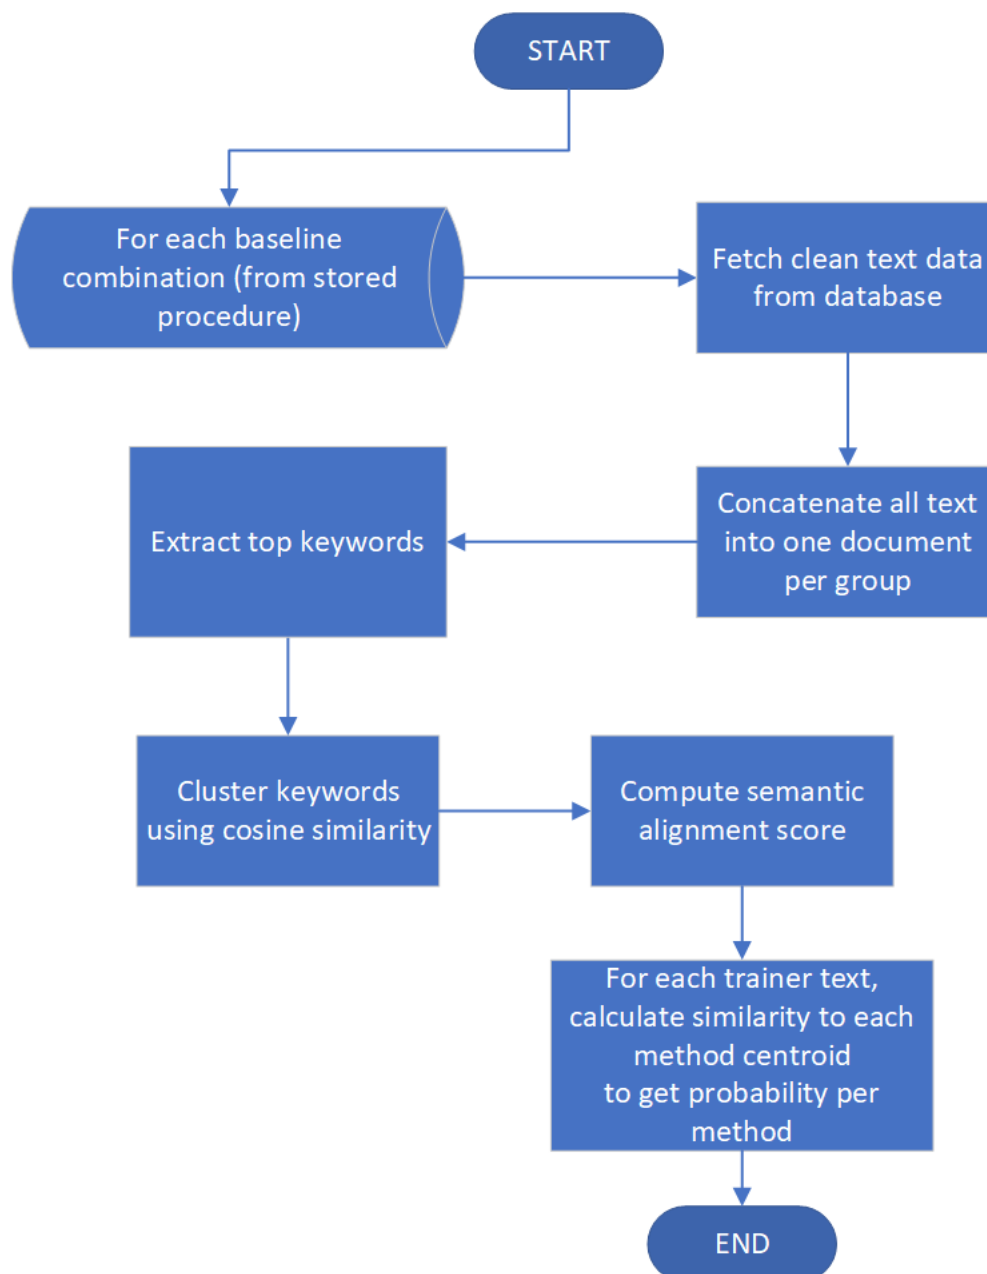 START
For each baseline
combination (from stored
procedure)
Fetch clean text data
from database
Concatenate all text
into one document
per group
Extract top keywords
Cluster keywords
using cosine similarity
Compute semantic
alignment score
For each trainer text,
calculate similarity to each
method centroid
to get probability per
method
END